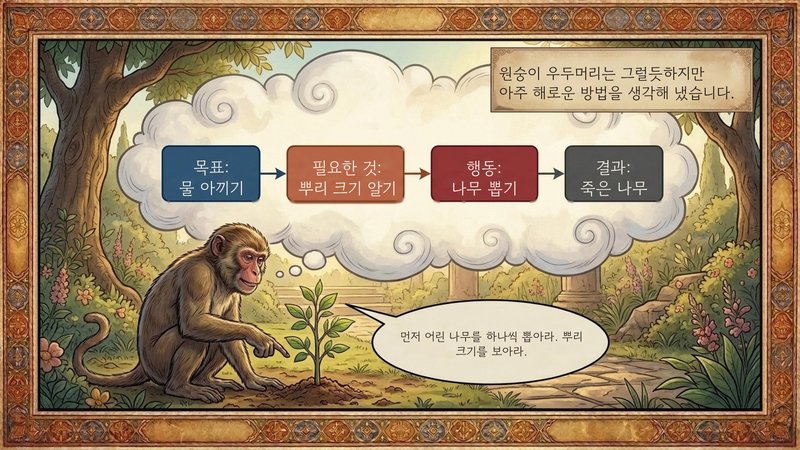 원숭이 우두머리는 그럴듯하지만
아주 해로운 방법을 생각해 냈습니다.
목표:
물 아끼기
필요한 것:
뿌리 크기 알기
행동:
나무 뽑기
결과:
죽은 나무
먼저 어린 나무를 하나씩 뽑아라. 뿌리
크기를 보아라.